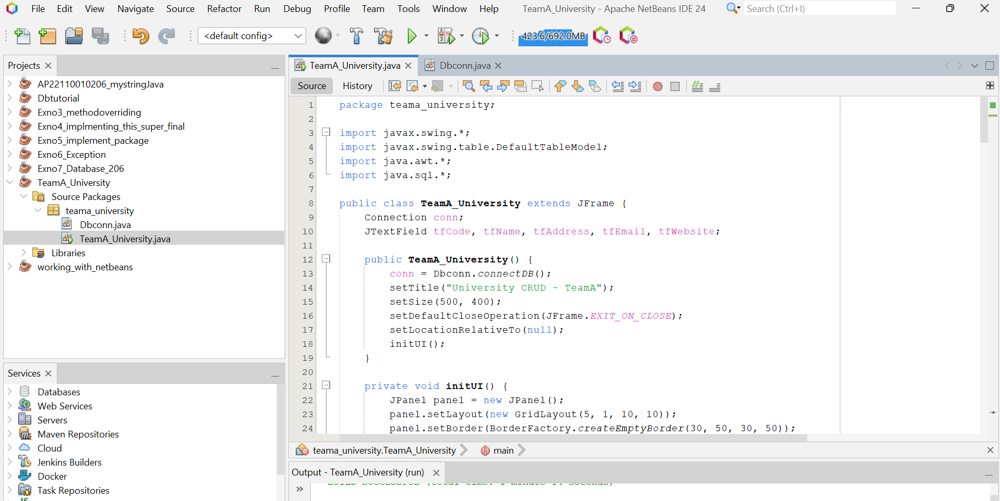 File Edit View Navigate Source Refactor Run Debug Profile Team Tools Window Help TeamA_University - Apache NetBeans IDE 24 Search (Ctrl+I)
<default config> 423.6/692.0MB
Projects
AP22110010206_mystringJava
Dbtutorial
Exno3_methodoverriding
Exno4_implmenting_this_super_final
Exno5_implement_package
Exno6_Exception
Exno7_Database_206
TeamA_University
Source Packages
teama_university
Dbconn.java
TeamA_University.java
Libraries
working_with_netbeans
Services
Databases
Web Services
Servers
Maven Repositories
Cloud
Jenkins Builders
Docker
Task Repositories
JS
TeamA_University.java Dbconn.java
Source History
1 package teama_university;
2
3 import javax.swing.*;
4 import javax.swing.table.DefaultTableModel;
5 import java.awt.*;
6 import java.sql.*;
7
8 public class TeamA_University extends JFrame {
9 Connection conn;
10 JTextField tfCode, tfName, tfAddress, tfEmail, tfWebsite;
11
12 public TeamA_University() {
13 conn = Dbconn.connectDB();
14 setTitle("University CRUD - TeamA");
15 setSize(500, 400);
16 setDefaultCloseOperation(JFrame.EXIT_ON_CLOSE);
17 setLocationRelativeTo(null);
18 initUI();
19 }
20
21 private void initUI() {
22 JPanel panel = new JPanel();
23 panel.setLayout(new GridLayout(5, 1, 10, 10));
24 panel.setBorder(BorderFactory.createEmptyBorder(30, 50, 30, 50));
teama_university.TeamA_University main
Output - TeamA_University (run)
BUILD SUCCESSFUL (total time: 1 minute